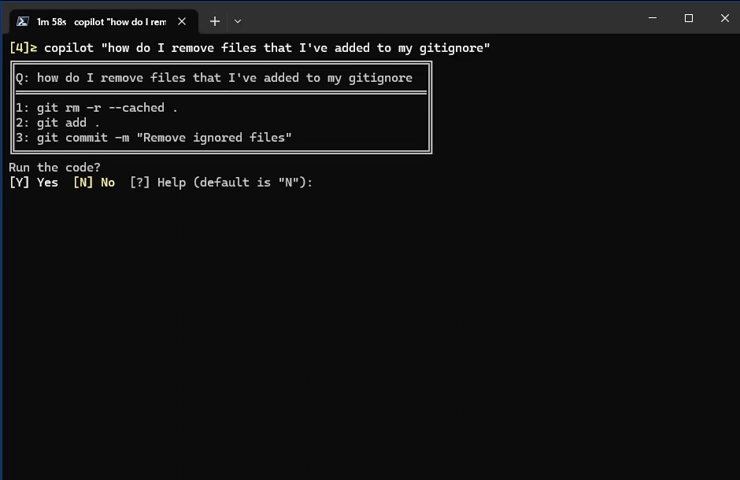 1m 58s copilot "how do I rem
[4]≥ copilot "how do I remove files that I've added to my gitignore"
Q: how do I remove files that I've added to my gitignore
1: git rm -r --cached .
2: git add .
3: git commit -m "Remove ignored files"
Run the code?
[Y] Yes [N] No [?] Help (default is "N"):